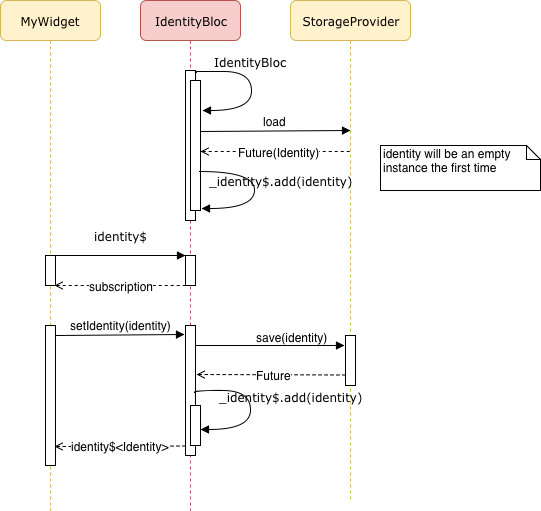 MyWidget
IdentityBloc
StorageProvider
IdentityBloc
load
Future(Identity)
identity will be an empty
instance the first time
_identity$.add(identity)
identity$
subscription
setIdentity(identity)
save(identity)
Future
_identity$.add(identity)
identity$<Identity>